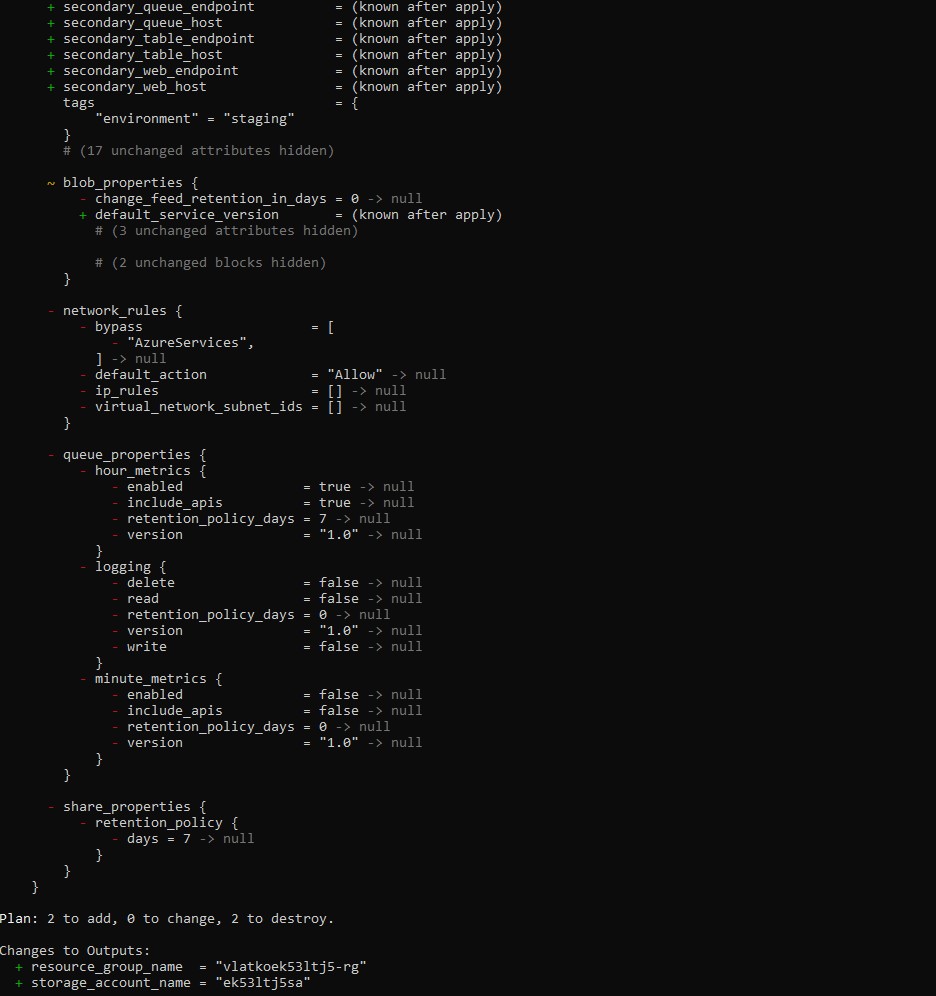 + secondary_queue_endpoint = (known after apply)
+ secondary_queue_host = (known after apply)
+ secondary_table_endpoint = (known after apply)
+ secondary_table_host = (known after apply)
+ secondary_web_endpoint = (known after apply)
+ secondary_web_host = (known after apply)
tags = {
"environment" = "staging"
}
# (17 unchanged attributes hidden)
~ blob_properties {
- change_feed_retention_in_days = 0 -> null
+ default_service_version = (known after apply)
# (3 unchanged attributes hidden)
# (2 unchanged blocks hidden)
}
- network_rules {
- bypass = [
- "AzureServices",
] -> null
- default_action = "Allow" -> null
- ip_rules = [] -> null
- virtual_network_subnet_ids = [] -> null
}
- queue_properties {
- hour_metrics {
- enabled = true -> null
- include_apis = true -> null
- retention_policy_days = 7 -> null
- version = "1.0" -> null
}
- logging {
- delete = false -> null
- read = false -> null
- retention_policy_days = 0 -> null
- version = "1.0" -> null
- write = false -> null
}
- minute_metrics {
- enabled = false -> null
- include_apis = false -> null
- retention_policy_days = 0 -> null
- version = "1.0" -> null
}
}
- share_properties {
- retention_policy {
- days = 7 -> null
}
}
}
Plan: 2 to add, 0 to change, 2 to destroy.
Changes to Outputs:
+ resource_group_name = "vlatkoek53ltj5-rg"
+ storage_account_name = "ek53ltj5sa"